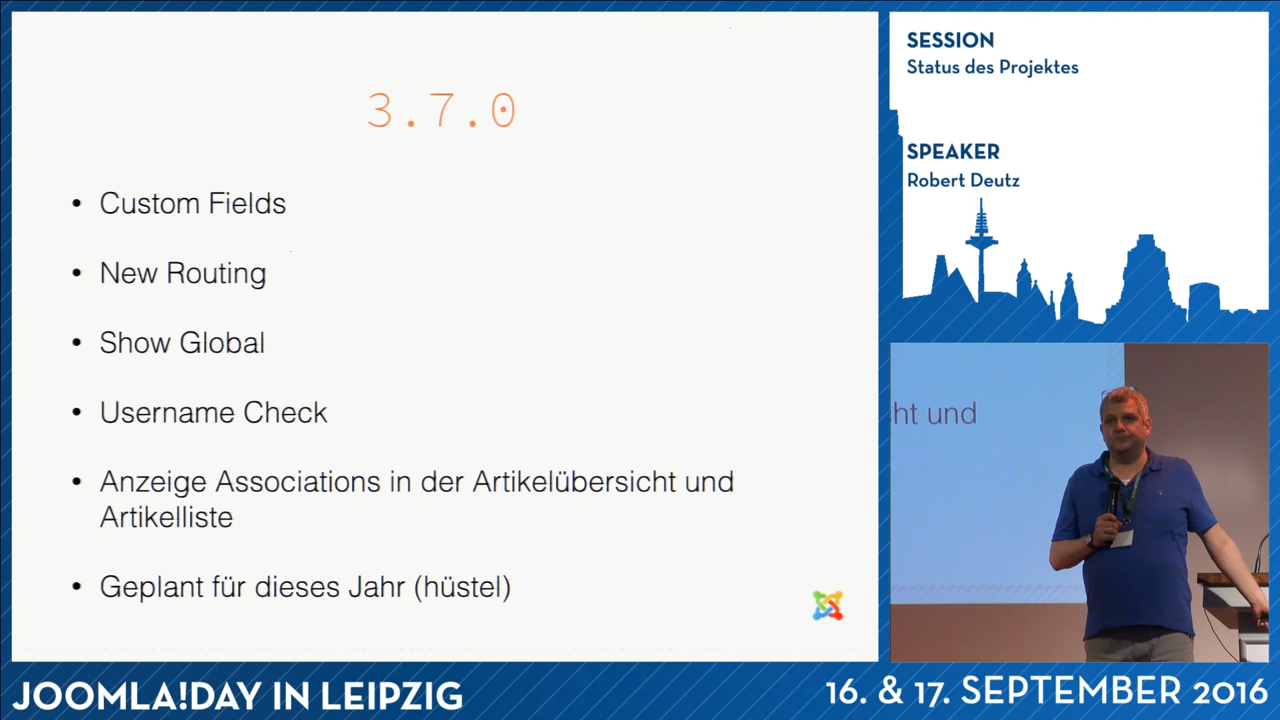 3.7.0
• Custom Fields
• New Routing
• Show Global
• Username Check
• Anzeige Associations in der Artikelübersicht und
Artikelliste
• Geplant für dieses Jahr (hüstel)
SESSION
Status des Projektes
SPEAKER
Robert Deutz
ht und
JOOMLA!DAY IN LEIPZIG
16. & 17. SEPTEMBER 2016